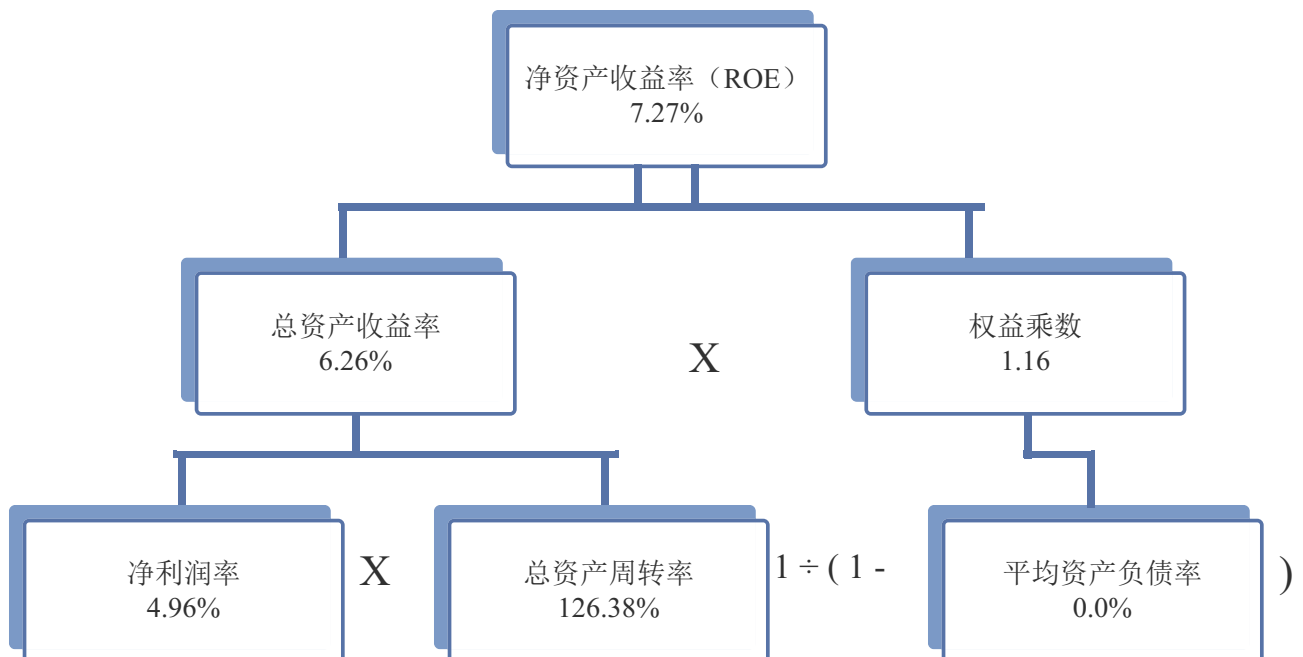 净资产收益率（ROE）
7.27%
总资产收益率
6.26%
X
权益乘数
1.16
净利润率
4.96%
X
总资产周转率
126.38%
1 ÷ ( 1 -
平均资产负债率
0.0%
)